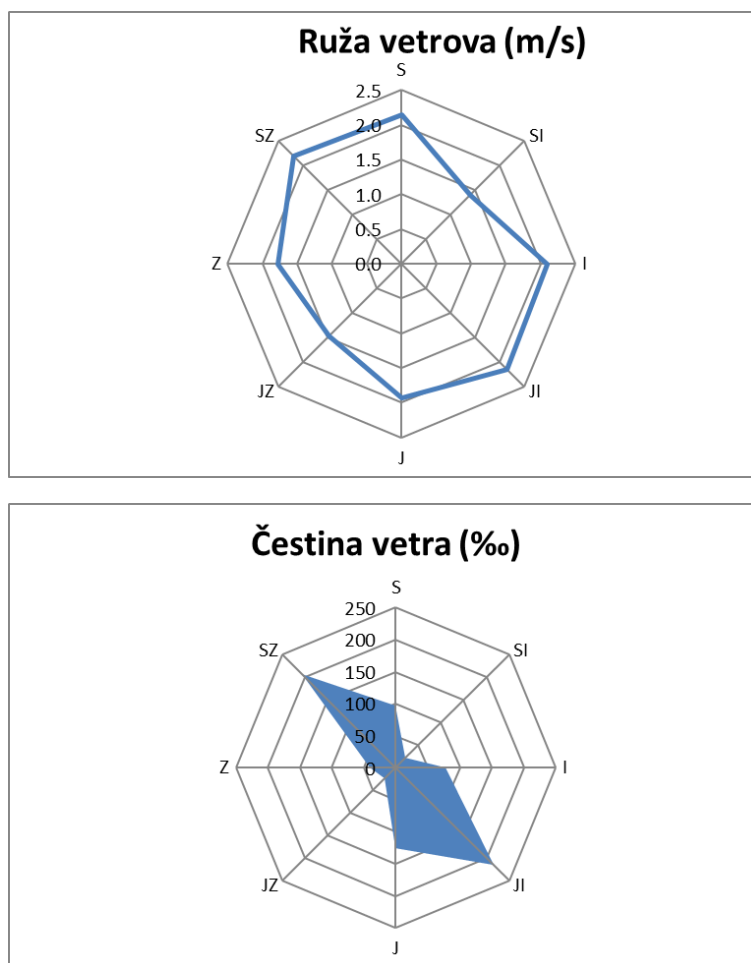 Ruža vetrova (m/s)
S
2.5
SZ
2.0
SI
1.5
1.0
0.5
Z
0.0
I
JZ
JI
J
Čestina vetra (‰)
S
250
SZ
200
SI
150
100
50
Z
0
I
JZ
JI
J